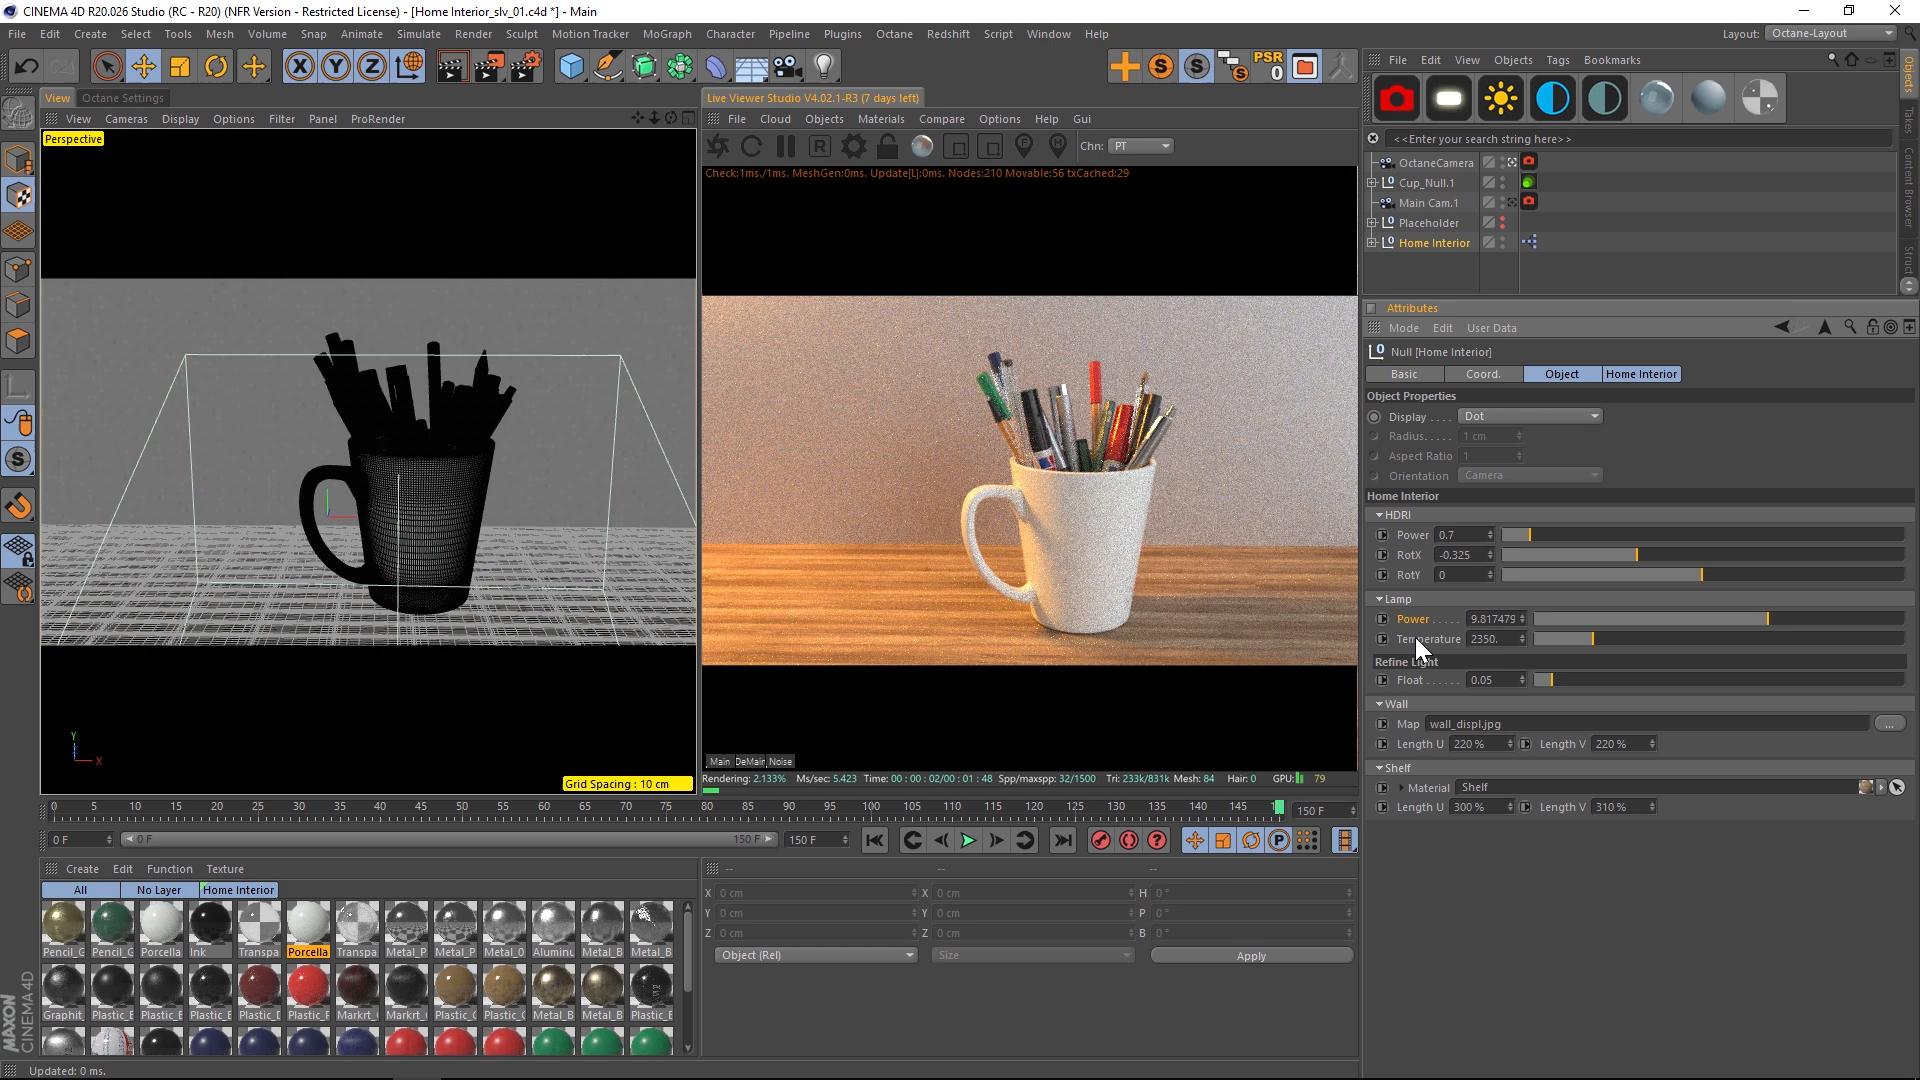 CINEMA 4D R20.026 Studio (RC - R20) (NFR Version - Restricted License) - [Home Interior_slv_01.c4d *] - Main
File Edit Create Select Tools Mesh Volume Snap Animate Simulate Render Sculpt Motion Tracker MoGraph Character Pipeline Plugins Octane Redshift Script Window Help Layout: Octane-Layout
PSR
0
File Edit View Objects Tags Bookmarks
View Octane Settings
Live Viewer Studio V4.02.1-R3 (7 days left)
View Cameras Display Options Filter Panel ProRender
File Cloud Objects Materials Compare Options Help Gui
Perspective
Chn: PT
<<Enter your search string here>>
Check:1ms./1ms. MeshGen:0ms. Update[L]:0ms. Nodes:210 Movable:56 txCached:29
OctaneCamera
Cup_Null.1
Main Cam.1
Placeholder
Home Interior
Objects
Takes
Content Browser
Struct
Attributes
Mode Edit User Data
Null [Home Interior]
Basic Coord. Object Home Interior
Object Properties
Display . . . . Dot
Radius. . . . . 1 cm
Aspect Ratio 1
Orientation Camera
Home Interior
HDRI
Power 0.7
RotX -0.325
RotY 0
Lamp
Power . . . . . 9.817479
Temperature 2350.
Refine Light
Float . . . . . . 0.05
Wall
Map wall_displ.jpg ...
Length U 220 % Length V 220 %
Shelf
Material Shelf
Length U 300 % Length V 310 %
Y
X
Grid Spacing : 10 cm
Main DeMain Noise
Rendering: 2.133% Ms/sec: 5.423 Time: 00 : 00 : 02/00 : 01 : 48 Spp/maxspp: 32/1500 Tri: 233k/831k Mesh: 84 Hair: 0 GPU: 79
0 5 10 15 20 25 30 35 40 45 50 55 60 65 70 75 80 85 90 95 100 105 110 115 120 125 130 135 140 145 150 F
0 F 0 F 150 F 150 F
Create Edit Function Texture
-- -- --
All No Layer Home Interior
X 0 cm X 0 cm H 0 °
Y 0 cm Y 0 cm P 0 °
Z 0 cm Z 0 cm B 0 °
Object (Rel) Size Apply
Pencil_G Pencil_G Porcella Ink Transpa Porcella Transpa Metal_P Metal_P Metal_0 Aluminu Metal_B Metal_B
Graphit_ Plastic_E Plastic_E Plastic_E Plastic_D Plastic_F Markrt_ Markrt_ Plastic_C Plastic_C Metal_B Metal_B Plastic_E
MAXON
CINEMA 4D
Updated: 0 ms.